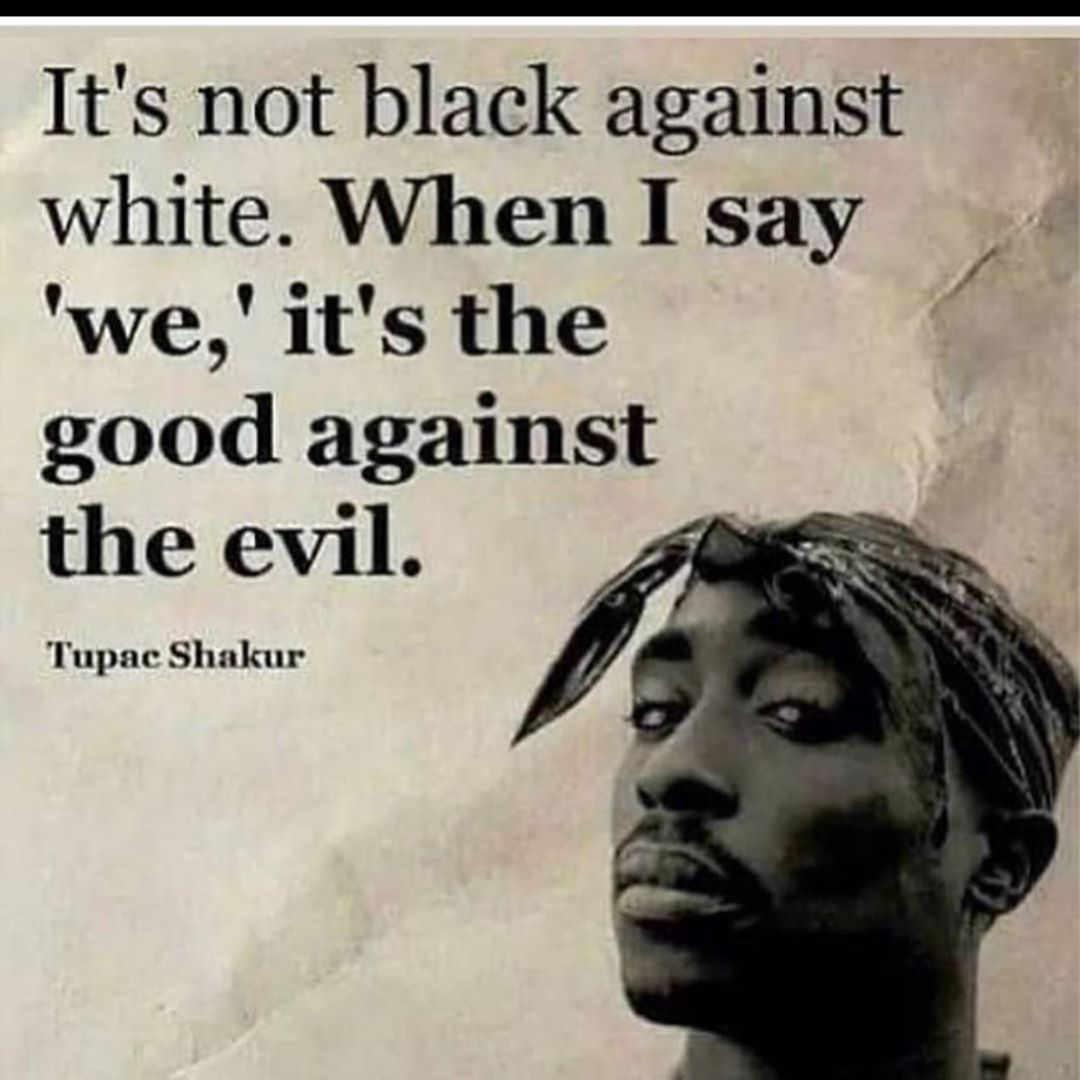 It's not black against
white. When I say
'we,' it's the
good against
the evil.
Tupac Shakur